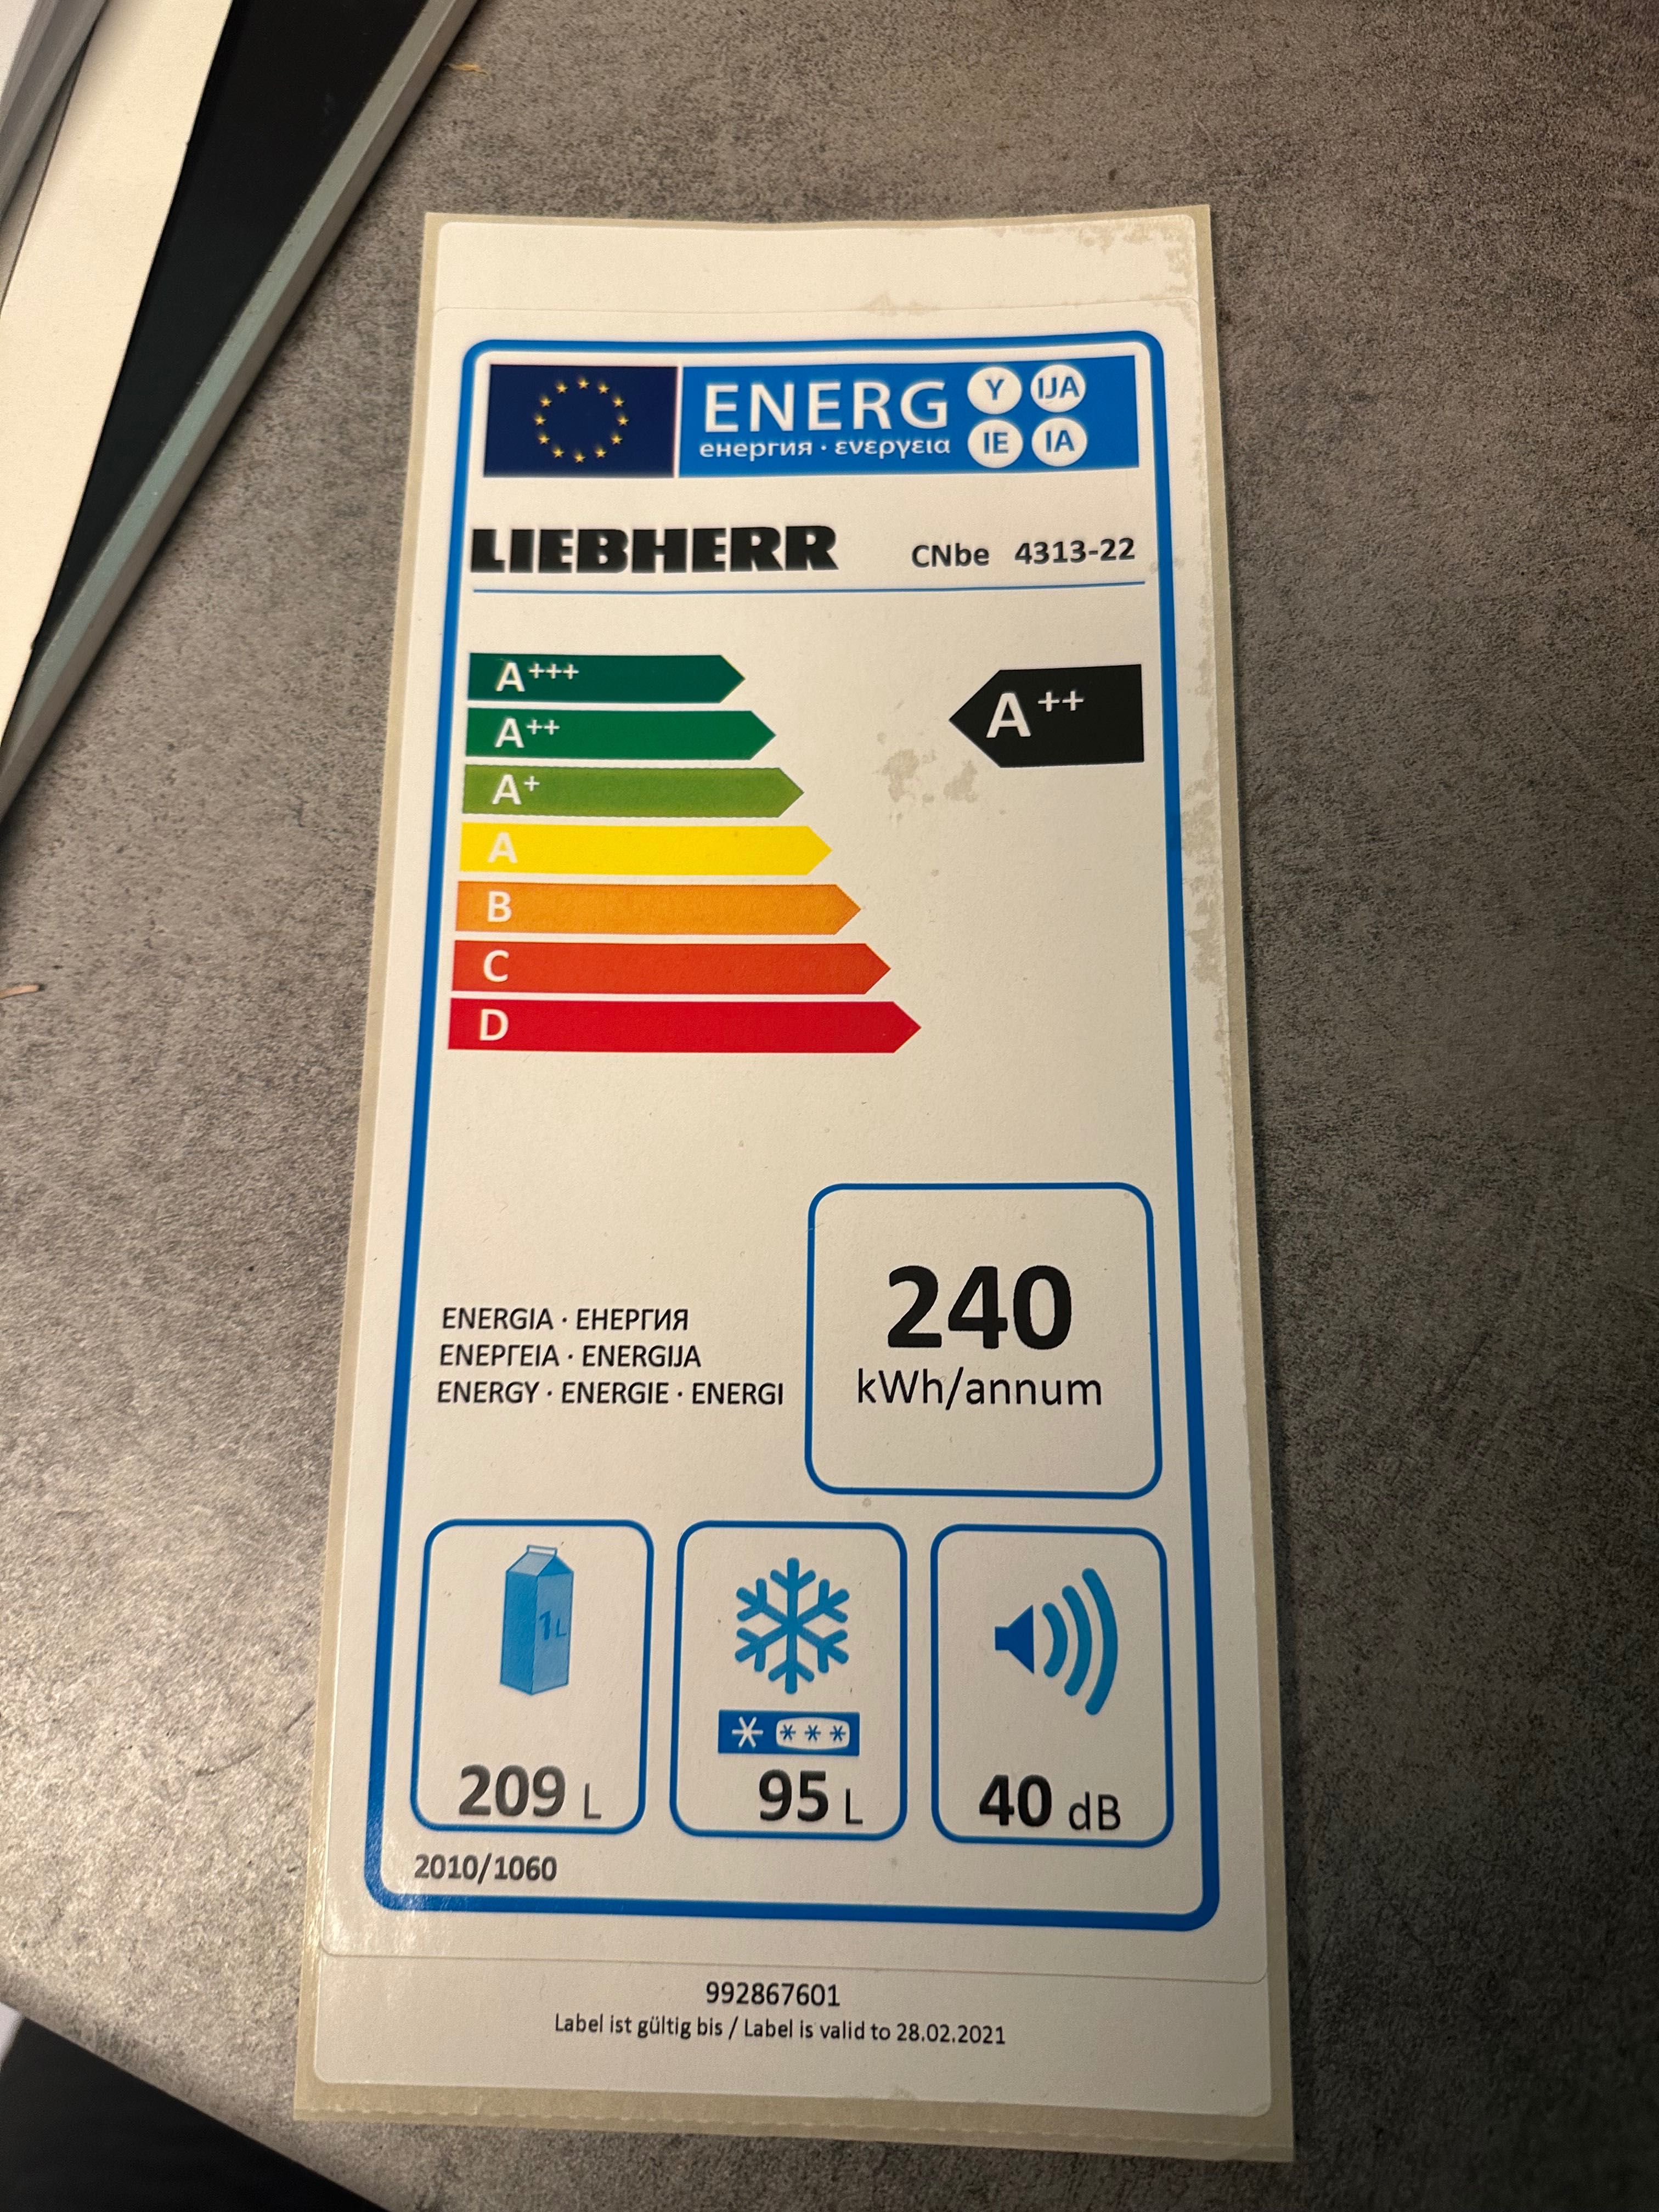 ENERG Y IJA
енергия · ενεργεια IE IA
LIEBHERR CNbe 4313-22
A+++
A++ A++
A+
A
B
C
D
ENERGIA · ЕНЕРГИЯ
ΕΝΕΡΓΕΙΑ · ENERGIJA
ENERGY · ENERGIE · ENERGI
240
kWh/annum
1L
209 L 95 L 40 dB
2010/1060
992867601
Label ist gültig bis / Label is valid to 28.02.2021